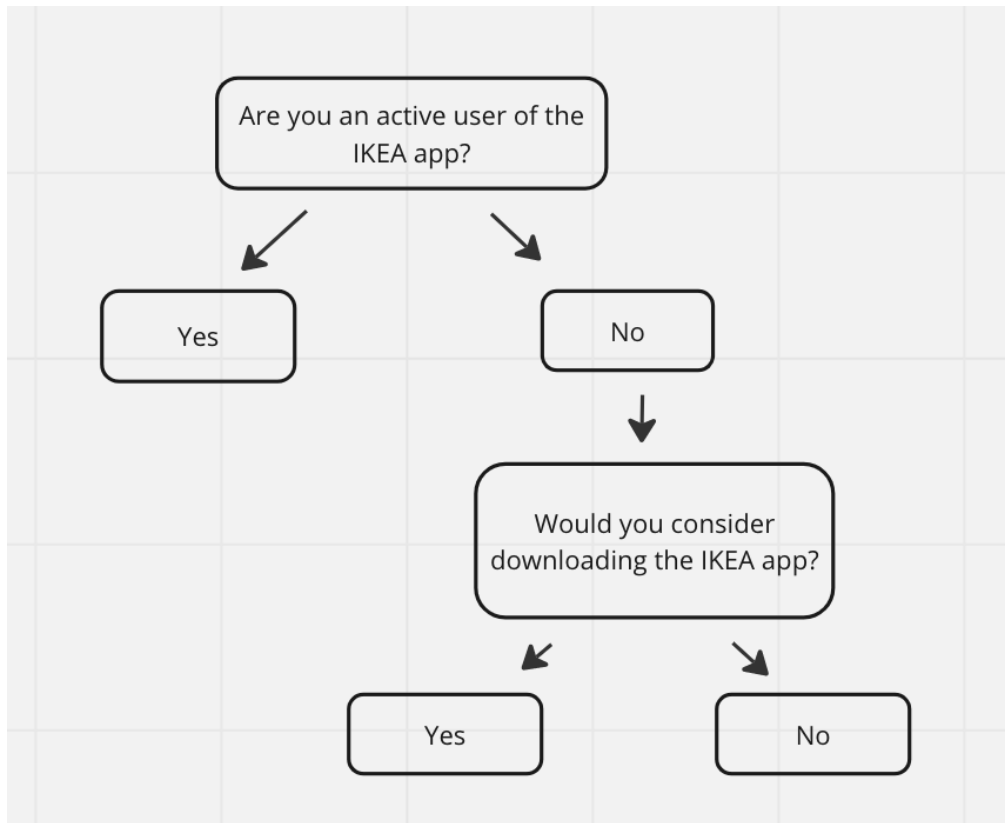 Are you an active user of the
IKEA app?
Yes
No
Would you consider
downloading the IKEA app?
Yes
No